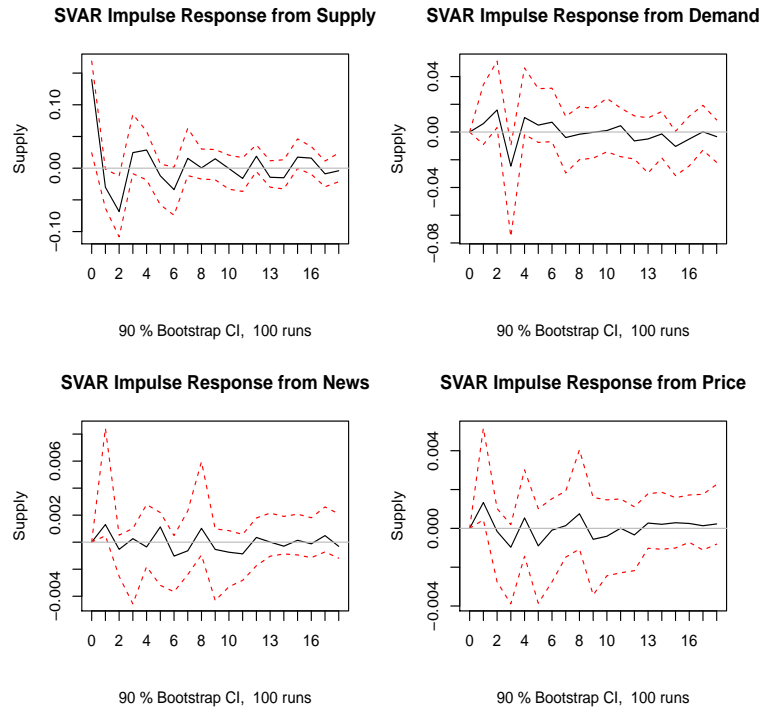 SVAR Impulse Response from Supply
Supply
0.10
0.00
−0.10
0 2 4 6 8 10 13 16
90 % Bootstrap CI, 100 runs
SVAR Impulse Response from Demand
Supply
0.04
0.00
−0.04
−0.08
0 2 4 6 8 10 13 16
90 % Bootstrap CI, 100 runs
SVAR Impulse Response from News
Supply
0.006
0.002
−0.004
0 2 4 6 8 10 13 16
90 % Bootstrap CI, 100 runs
SVAR Impulse Response from Price
Supply
0.004
0.000
−0.004
0 2 4 6 8 10 13 16
90 % Bootstrap CI, 100 runs